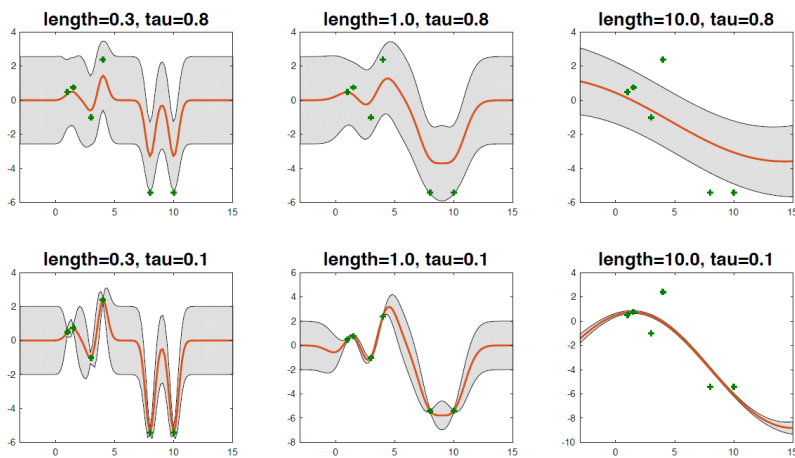 length=0.3, tau=0.8 length=1.0, tau=0.8 length=10.0, tau=0.8
4 4 4
2 2 2
0 0 0
-2 -2 -2
-4 -4 -4
-6 -6 -6
0 5 10 15 0 5 10 15 0 5 10 15
length=0.3, tau=0.1 length=1.0, tau=0.1 length=10.0, tau=0.1
4 6 4
2 4 2
0 2 0
-2 0 -2
-4 -2 -4
-6 -4 -6
-6 -8
-8 -10
0 5 10 15 0 5 10 15 0 5 10 15